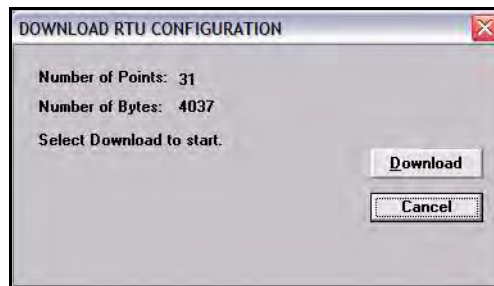 DOWNLOAD RTU CONFIGURATION
Number of Points: 31
Number of Bytes: 4037
Select Download to start.
Download
Cancel